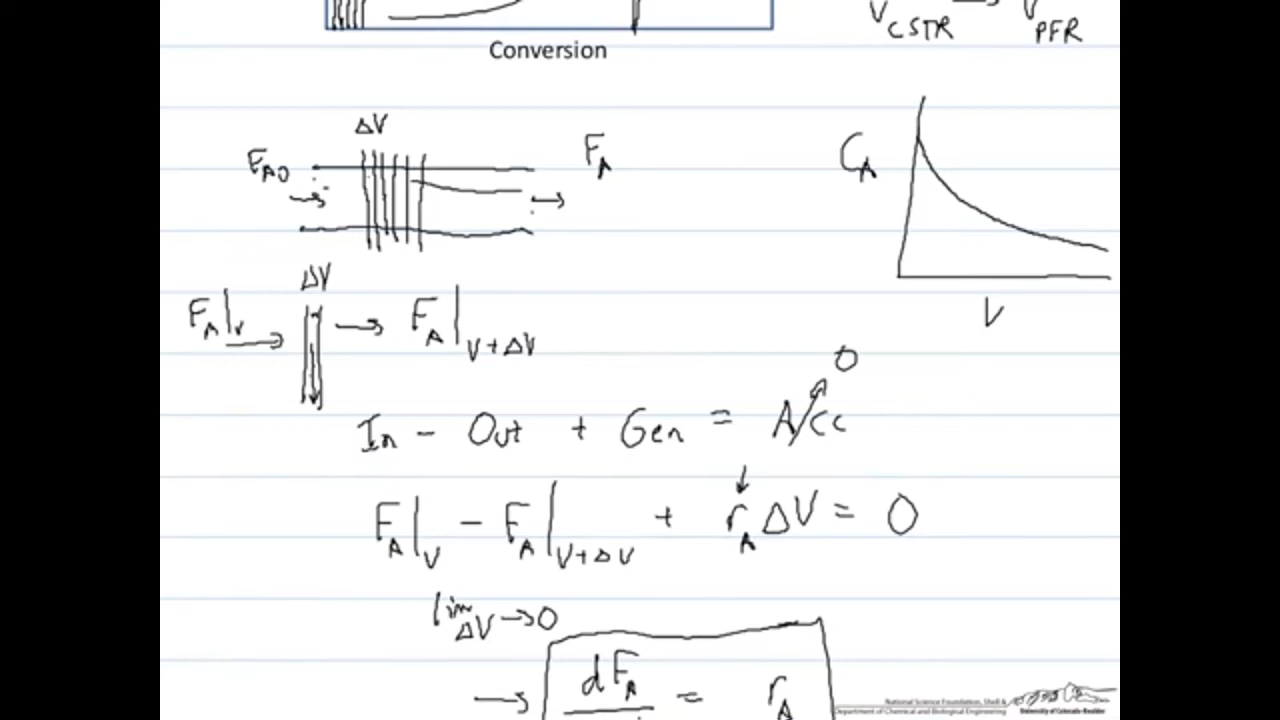 V_CSTR → V_PFR
Conversion
ΔV
F_A0 → → F_A
C_A
V
ΔV
F_A|_V → → F_A|_V+ΔV
0
In - Out + Gen = Acc
F_A|_V - F_A|_V+ΔV + r_A ΔV = 0
lim ΔV→0
→ dF_A = r_A
National Science Foundation, Shell &
Department of Chemical and Biological Engineering
University of Colorado Boulder